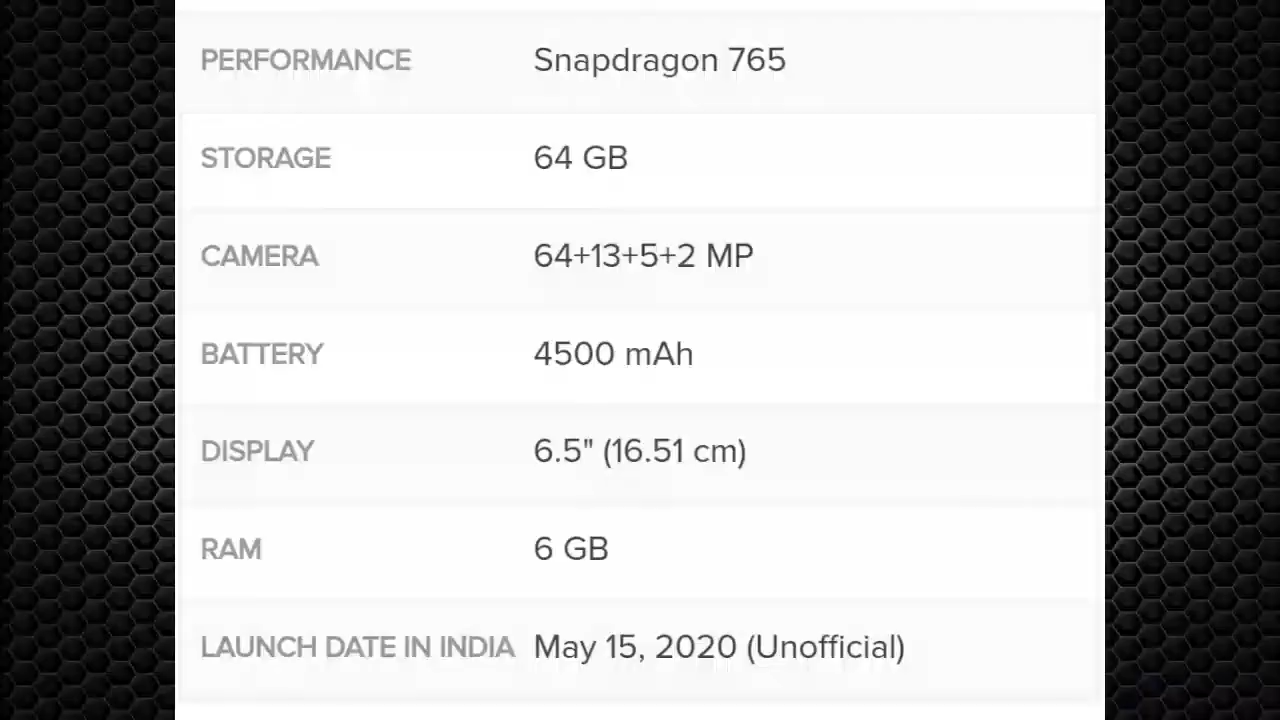 PERFORMANCE Snapdragon 765
STORAGE 64 GB
CAMERA 64+13+5+2 MP
BATTERY 4500 mAh
DISPLAY 6.5" (16.51 cm)
RAM 6 GB
LAUNCH DATE IN INDIA May 15, 2020 (Unofficial)